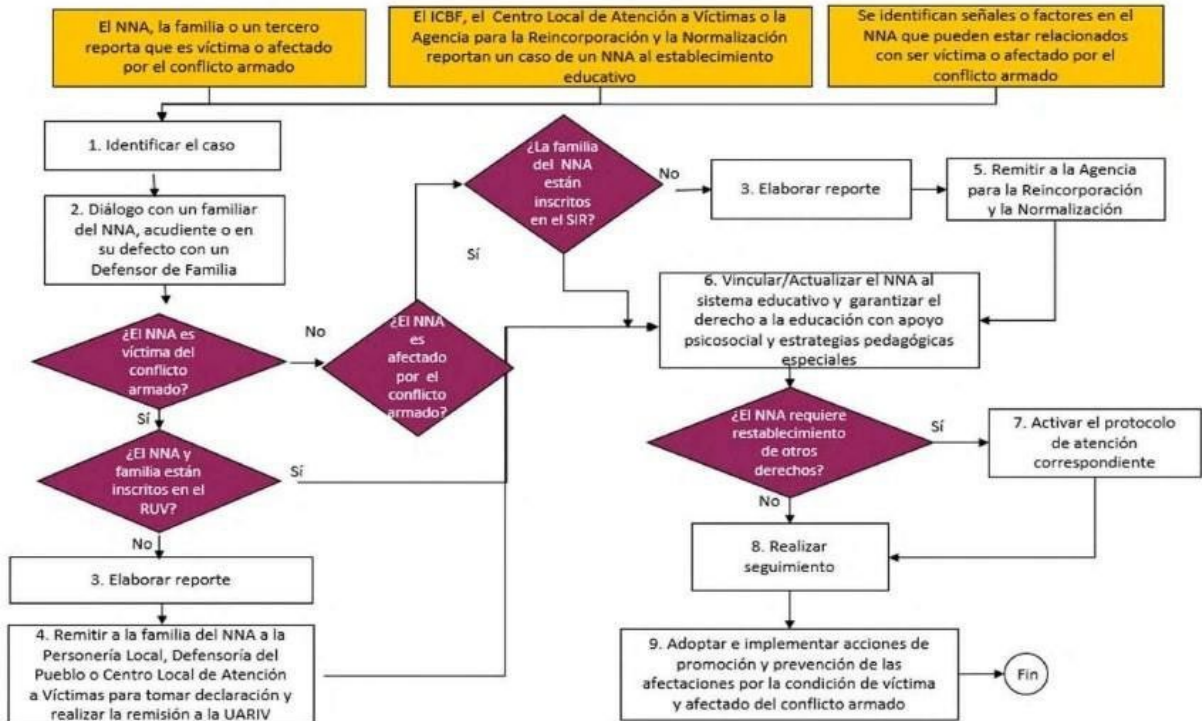 El NNA, la familia o un tercero
reporta que es víctima o afectado
por el conflicto armado
El ICBF, el Centro Local de Atención a Víctimas o la
Agencia para la Reincorporación y la Normalización
reportan un caso de un NNA al establecimiento
educativo
Se identifican señales o factores en el
NNA que pueden estar relacionados
con ser víctima o afectado por el
conflicto armado
1. Identificar el caso
2. Diálogo con un familiar
del NNA, acudiente o en
su defecto con un
Defensor de Familia
¿El NNA es
víctima del
conflicto
armado?
No
Sí
¿El NNA
es
afectado
por el
conflicto
armado?
Sí
¿La familia
del NNA
están
inscritos
en el SIR?
No
3. Elaborar reporte
5. Remitir a la Agencia
para la Reincorporación
y la Normalización
¿El NNA y
familia están
inscritos en el
RUV?
Sí
No
3. Elaborar reporte
4. Remitir a la familia del NNA a la
Personería Local, Defensoría del
Pueblo o Centro Local de Atención
a Víctimas para tomar declaración y
realizar la remisión a la UARIV
6. Vincular/Actualizar el NNA al
sistema educativo y garantizar el
derecho a la educación con apoyo
psicosocial y estrategias pedagógicas
especiales
¿El NNA requiere
restablecimiento
de otros
derechos?
Sí
No
7. Activar el protocolo
de atención
correspondiente
8. Realizar
seguimiento
9. Adoptar e implementar acciones de
promoción y prevención de las
afectaciones por la condición de víctima
y afectado del conflicto armado
Fin